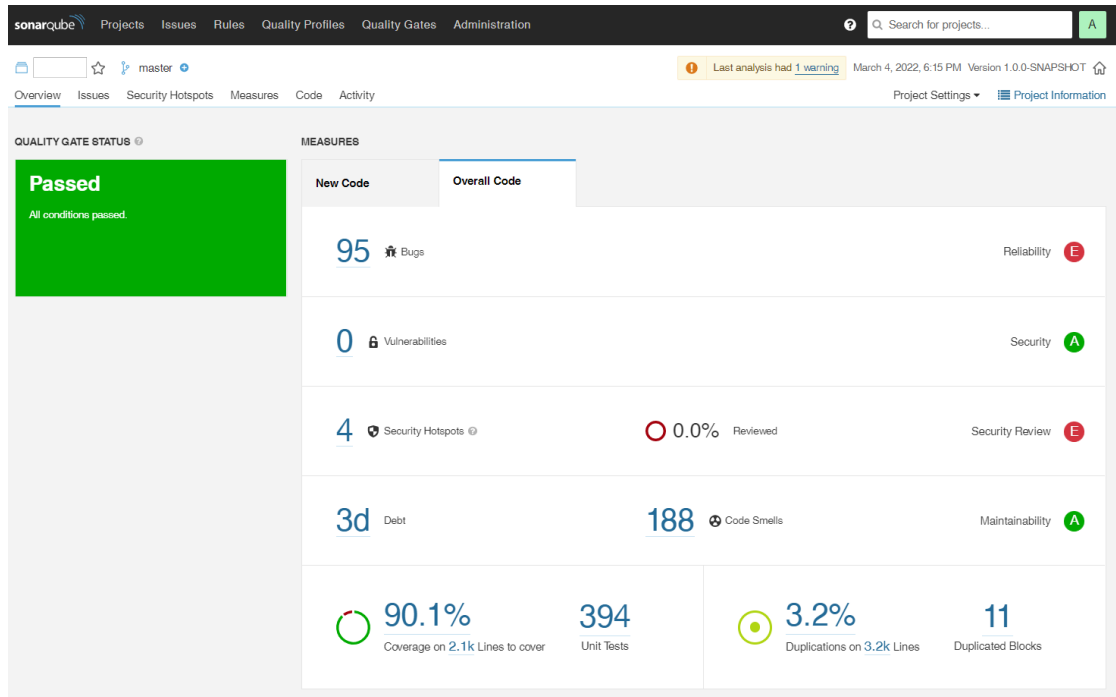 sonarqube Projects Issues Rules Quality Profiles Quality Gates Administration ? Search for projects... A
master Last analysis had 1 warning March 4, 2022, 6:15 PM Version 1.0.0-SNAPSHOT
Overview Issues Security Hotspots Measures Code Activity Project Settings Project Information
QUALITY GATE STATUS ? MEASURES
Passed
All conditions passed.
New Code Overall Code
95 Bugs Reliability E
0 Vulnerabilities Security A
4 Security Hotspots ? 0.0% Reviewed Security Review E
3d Debt 188 Code Smells Maintainability A
90.1% 394 3.2% 11
Coverage on 2.1k Lines to cover Unit Tests Duplications on 3.2k Lines Duplicated Blocks